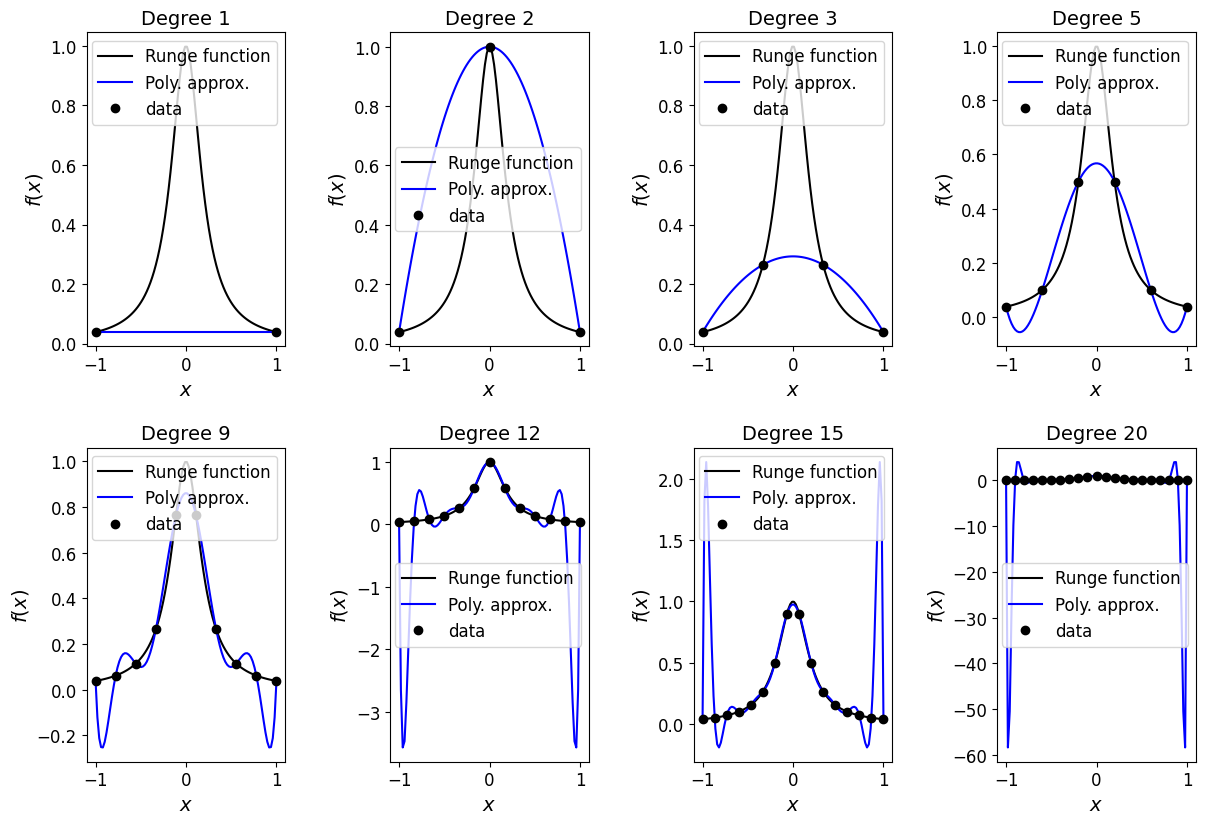 Degree 1
1.0
0.8
0.6
0.4
0.2
0.0
f(x)
Runge function
Poly. approx.
data
−1
0
1
x
Degree 2
1.0
0.8
0.6
0.4
0.2
0.0
f(x)
Runge function
Poly. approx.
data
−1
0
1
x
Degree 3
1.0
0.8
0.6
0.4
0.2
0.0
f(x)
Runge function
Poly. approx.
data
−1
0
1
x
Degree 5
1.0
0.8
0.6
0.4
0.2
0.0
f(x)
Runge function
Poly. approx.
data
−1
0
1
x
Degree 9
1.0
0.8
0.6
0.4
0.2
0.0
−0.2
f(x)
Runge function
Poly. approx.
data
−1
0
1
x
Degree 12
1
0
−1
−2
−3
f(x)
Runge function
Poly. approx.
data
−1
0
1
x
Degree 15
2.0
1.5
1.0
0.5
0.0
f(x)
Runge function
Poly. approx.
data
−1
0
1
x
Degree 20
0
−10
−20
−30
−40
−50
−60
f(x)
Runge function
Poly. approx.
data
−1
0
1
x